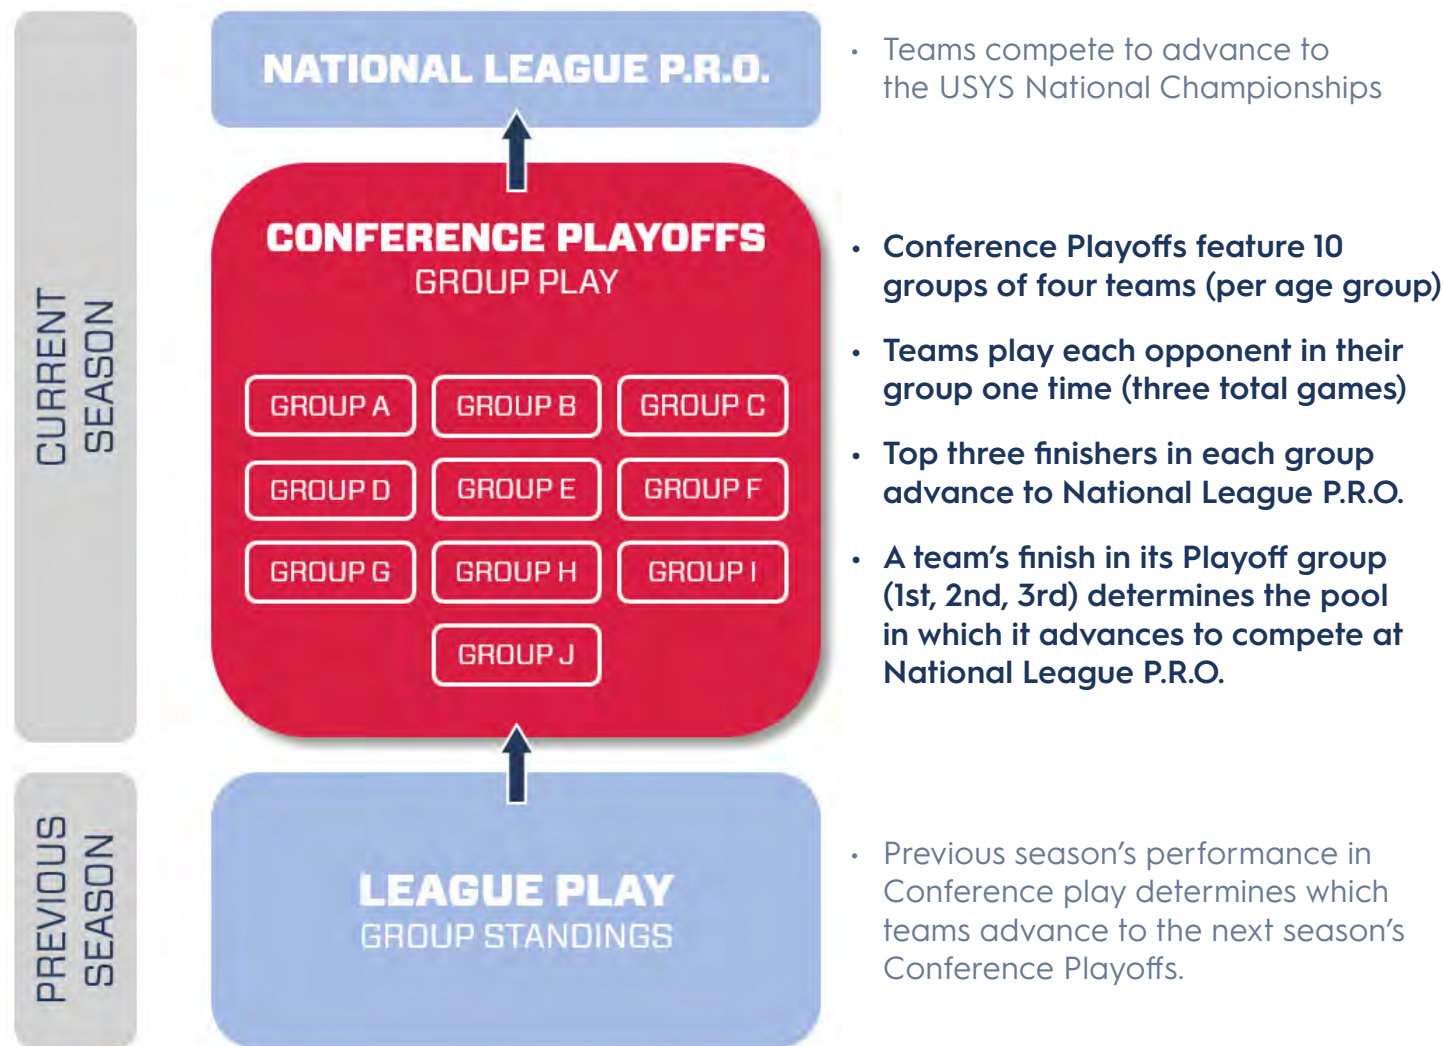 CURRENT
SEASON
NATIONAL LEAGUE P.R.O.
• Teams compete to advance to
the USYS National Championships
CONFERENCE PLAYOFFS
GROUP PLAY
GROUP A
GROUP B
GROUP C
GROUP D
GROUP E
GROUP F
GROUP G
GROUP H
GROUP I
GROUP J
• Conference Playoffs feature 10
groups of four teams (per age group)
• Teams play each opponent in their
group one time (three total games)
• Top three finishers in each group
advance to National League P.R.O.
• A team’s finish in its Playoff group
(1st, 2nd, 3rd) determines the pool
in which it advances to compete at
National League P.R.O.
PREVIOUS
SEASON
LEAGUE PLAY
GROUP STANDINGS
• Previous season’s performance in
Conference play determines which
teams advance to the next season’s
Conference Playoffs.